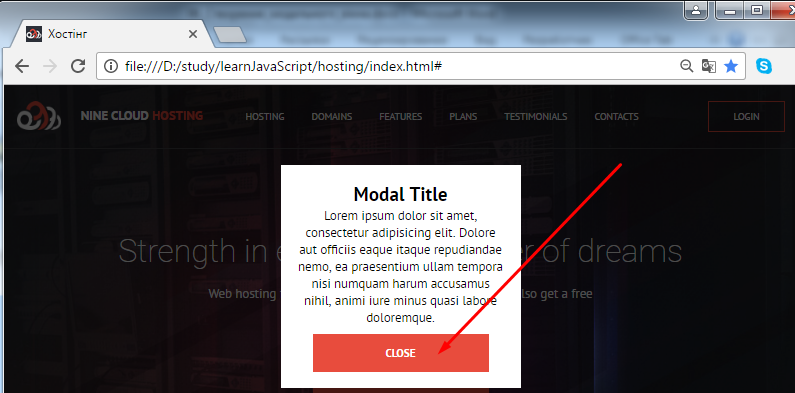 Хостінг
file:///D:/study/learnJavaScript/hosting/index.html#
NINE CLOUD HOSTING
HOSTING
DOMAINS
FEATURES
PLANS
TESTIMONIALS
CONTACTS
LOGIN
Modal Title
Lorem ipsum dolor sit amet,
consectetur adipisicing elit. Dolore
aut officiis eaque itaque repudiandae
nemo, ea praesentium ullam tempora
nisi numquam harum accusamus
nihil, animi iure minus quasi labore
doloremque.
CLOSE
Strength in e er of dreams
Web hosting lso get a free